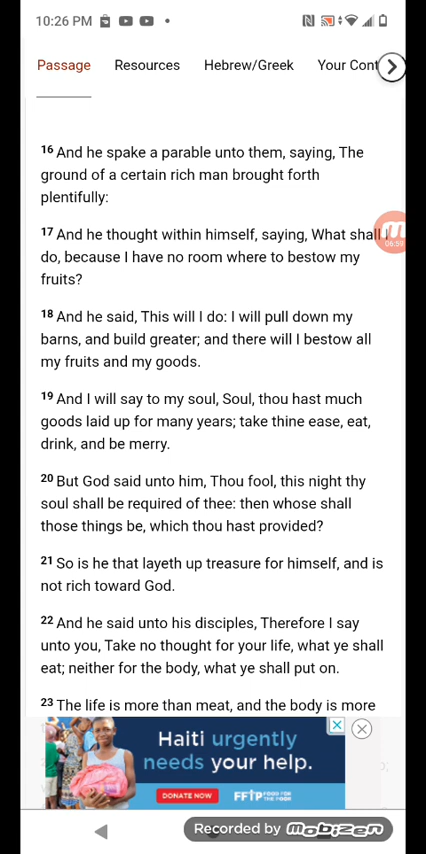 10:26 PM
Passage Resources Hebrew/Greek Your Cont
16 And he spake a parable unto them, saying, The
ground of a certain rich man brought forth
plentifully:
17 And he thought within himself, saying, What shall I
do, because I have no room where to bestow my
fruits?
18 And he said, This will I do: I will pull down my
barns, and build greater; and there will I bestow all
my fruits and my goods.
19 And I will say to my soul, Soul, thou hast much
goods laid up for many years; take thine ease, eat,
drink, and be merry.
20 But God said unto him, Thou fool, this night thy
soul shall be required of thee: then whose shall
those things be, which thou hast provided?
21 So is he that layeth up treasure for himself, and is
not rich toward God.
22 And he said unto his disciples, Therefore I say
unto you, Take no thought for your life, what ye shall
eat; neither for the body, what ye shall put on.
23 The life is more than meat, and the body is more
Haiti urgently
needs your help.
DONATE NOW FFTP FOOD FOR THE POOR
Recorded by mobizen